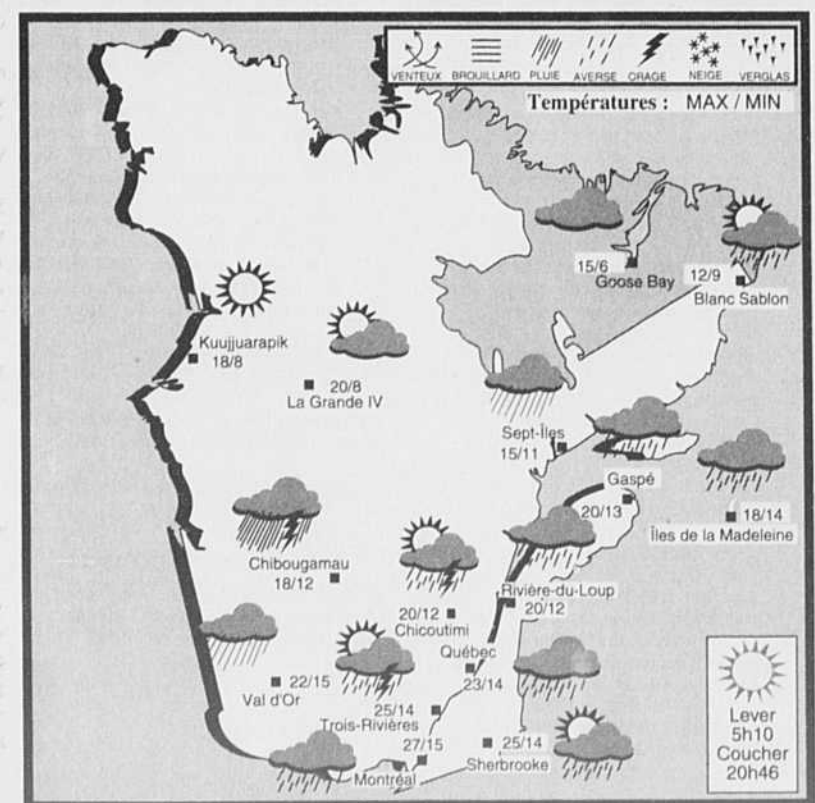 VENTEUX BROUILLARD PLUIE AVERSE ORAGE NEIGE VERGLAS
Températures : MAX / MIN
15/6
Goose Bay
12/9
Blanc Sablon
Kuujjuarapik
18/8
20/8
La Grande IV
Sept-Îles
15/11
Gaspé
20/13
18/14
Îles de la Madeleine
Chibougamau
18/12
Rivière-du-Loup
20/12
20/12
Chicoutimi
Québec
23/14
22/15
Val d'Or
25/14
Trois-Rivières
27/15
Montréal
25/14
Sherbrooke
Lever
5h10
Coucher
20h46